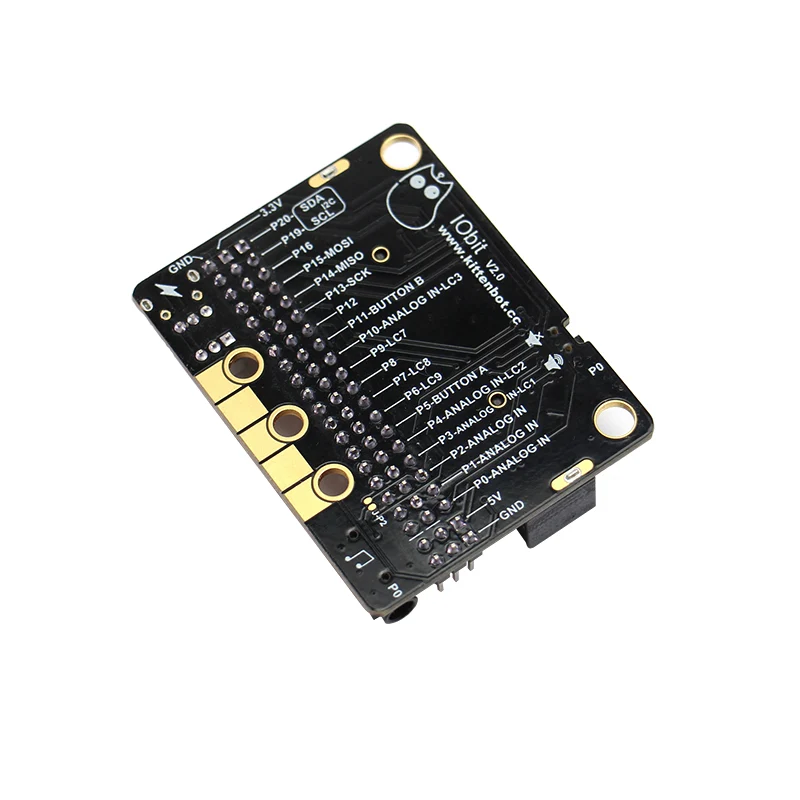 IObit V2.0
www.kittenbot.cc
3.3V
GND
P20-SDA
I2C
P19-SCL
P16
P15-MOSI
P14-MISO
P13-SCK
P12
P11-BUTTON B
P10-ANALOG IN-LC3
P9-LC7
P8
P7-LC8
P6-LC9
P5-BUTTON A
P4-ANALOG IN-LC2
P3-ANALOG IN-LC1
P2-ANALOG IN
P1-ANALOG IN
P0-ANALOG IN
5V
GND
J-P2
P0
P0